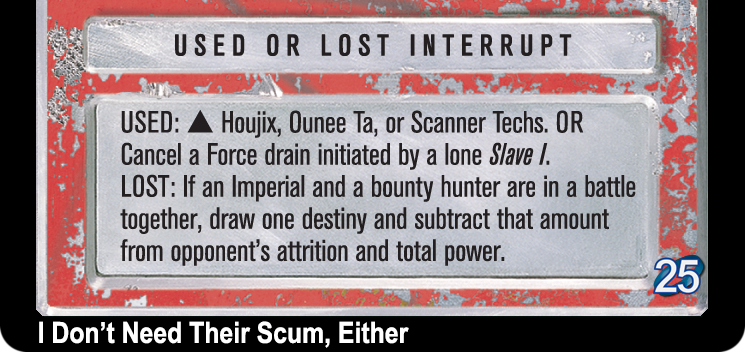 USED OR LOST INTERRUPT
USED: ▲ Houjix, Ounee Ta, or Scanner Techs. OR
Cancel a Force drain initiated by a lone Slave I.
LOST: If an Imperial and a bounty hunter are in a battle
together, draw one destiny and subtract that amount
from opponent's attrition and total power.
25
I Don't Need Their Scum, Either